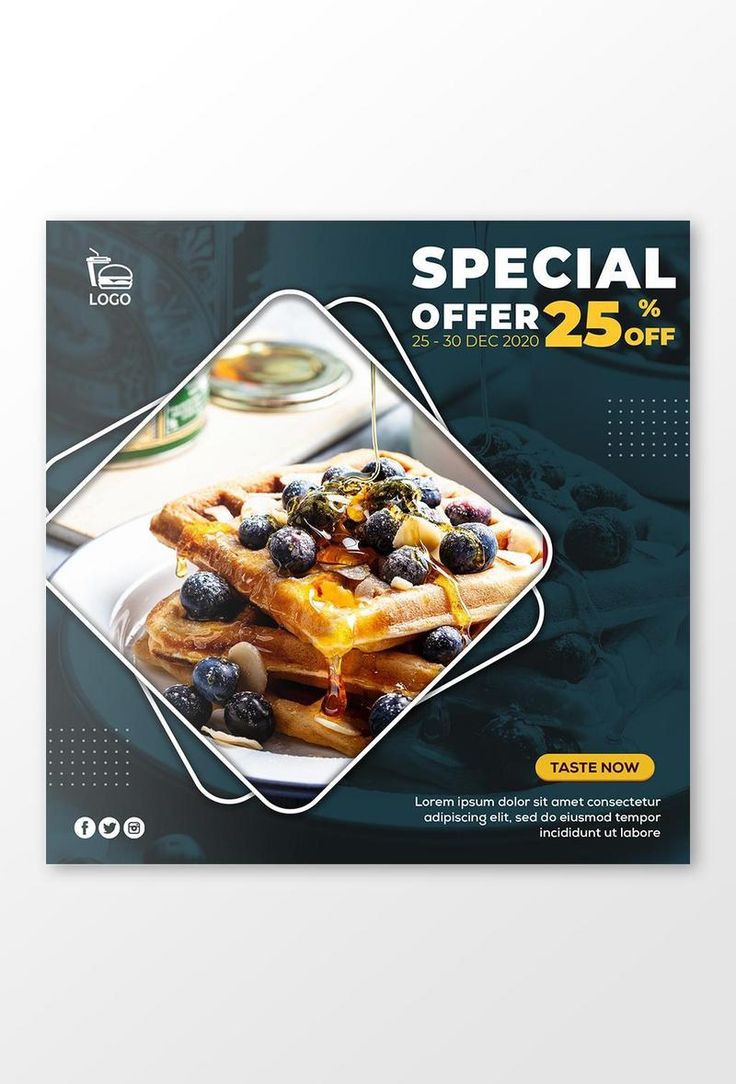 LOGO
SPECIAL
OFFER 25 % OFF
25 - 30 DEC 2020
TASTE NOW
Lorem ipsum dolor sit amet consectetur
adipiscing elit, sed do eiusmod tempor
incididunt ut labore